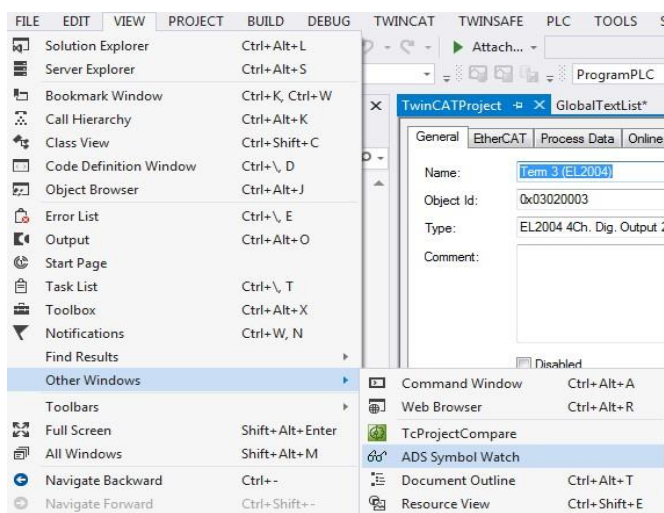 FILE EDIT VIEW PROJECT BUILD DEBUG TWINCAT TWINSAFE PLC TOOLS
Solution Explorer Ctrl+Alt+L
Server Explorer Ctrl+Alt+S
Bookmark Window Ctrl+K, Ctrl+W
Call Hierarchy Ctrl+Alt+K
Class View Ctrl+Shift+C
Code Definition Window Ctrl+\, D
Object Browser Ctrl+Alt+J
Error List Ctrl+\, E
Output Ctrl+Alt+O
Start Page
Task List Ctrl+\, T
Toolbox Ctrl+Alt+X
Notifications Ctrl+W, N
Find Results
Other Windows
Toolbars
Full Screen Shift+Alt+Enter
All Windows Shift+Alt+M
Navigate Backward Ctrl+-
Navigate Forward Ctrl+Shift+-
Attach...
ProgramPLC
TwinCATProject GlobalTextList*
General EtherCAT Process Data Online
Name: Term 3 (EL2004)
Object Id: 0x03020003
Type: EL2004 4Ch. Dig. Output 2
Comment:
Disabled
Command Window Ctrl+Alt+A
Web Browser Ctrl+Alt+R
TcProjectCompare
ADS Symbol Watch
Document Outline Ctrl+Alt+T
Resource View Ctrl+Shift+E